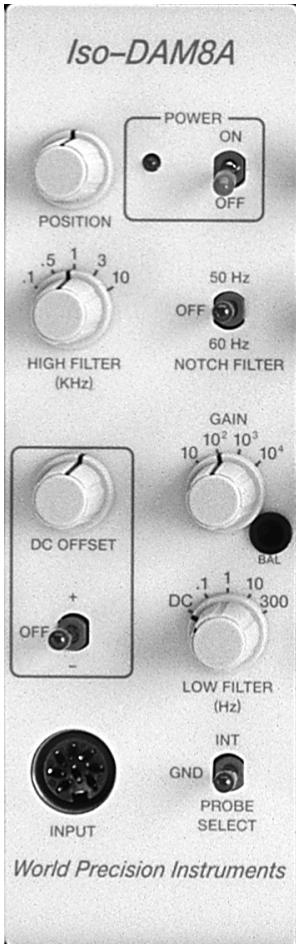 Iso-DAM8A
POWER
ON
OFF
POSITION
.1 .5 1 3 10
HIGH FILTER
(KHz)
50 Hz
OFF
60 Hz
NOTCH FILTER
GAIN
10 10² 10³ 10⁴
BAL
DC OFFSET
+
OFF
–
DC .1 1 10 300
LOW FILTER
(Hz)
INT
GND
PROBE
SELECT
INPUT
World Precision Instruments